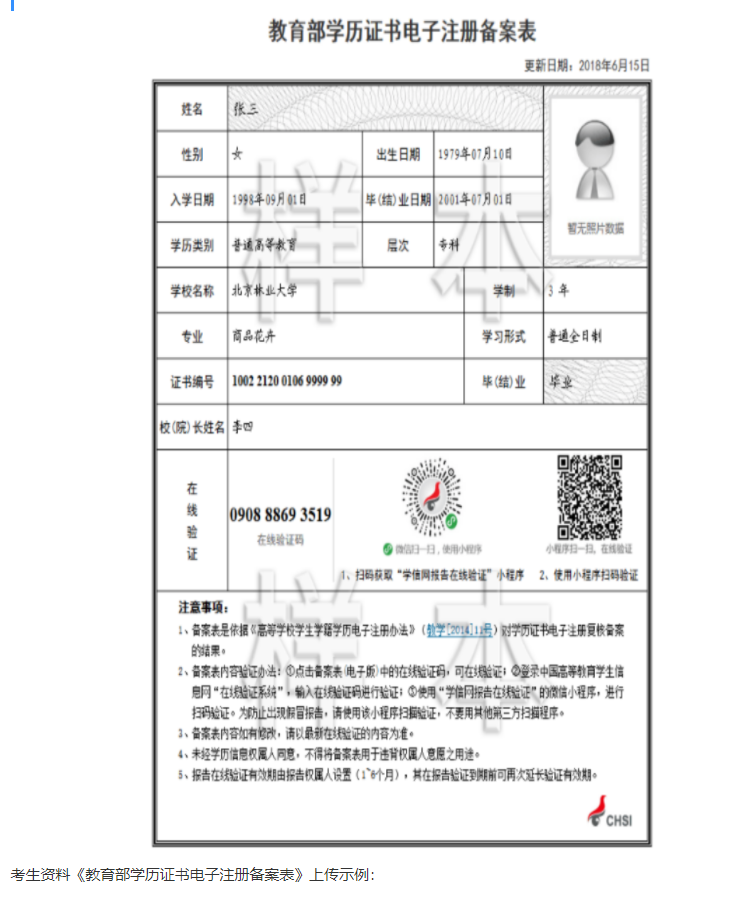 教育部学历证书电子注册备案表
更新日期：2018年6月15日
姓名 张三
性别 女 出生日期 1979年07月10日
暂无照片数据
入学日期 1998年09月01日 毕(结)业日期 2001年07月01日
学历类别 普通高等教育 层次 专科
学校名称 北京林业大学 学制 3 年
专业 商品花卉 学习形式 普通全日制
证书编号 1002 2120 0106 9999 99 毕(结)业 毕业
校(院)长姓名 李四
样本
在线验证
0908 8869 3519
在线验证码
微信扫一扫，使用小程序
小程序扫一扫，在线验证
1、扫码获取“学信网报告在线验证”小程序 2、使用小程序扫码验证
样本
注意事项：
1、备案表是依据《高等学校学生学籍学历电子注册办法》（教学[2014]11号）对学历证书电子注册复核备案
的结果。
2、备案表内容验证办法：①点击备案表(电子版)中的在线验证码，可在线验证；②登录中国高等教育学生信
息网“在线验证系统”，输入在线验证码进行验证；③使用“学信网报告在线验证”的微信小程序，进行
扫码验证。为防止出现假冒报告，请使用该小程序扫描验证，不要用其他第三方扫描程序。
3、备案表内容如有修改，请以最新在线验证的内容为准。
4、未经学历信息权属人同意，不得将备案表用于违背权属人意愿之用途。
5、报告在线验证有效期由报告权属人设置（1~6个月），其在报告验证到期前可再次延长验证有效期。
CHSI
考生资料《教育部学历证书电子注册备案表》上传示例：